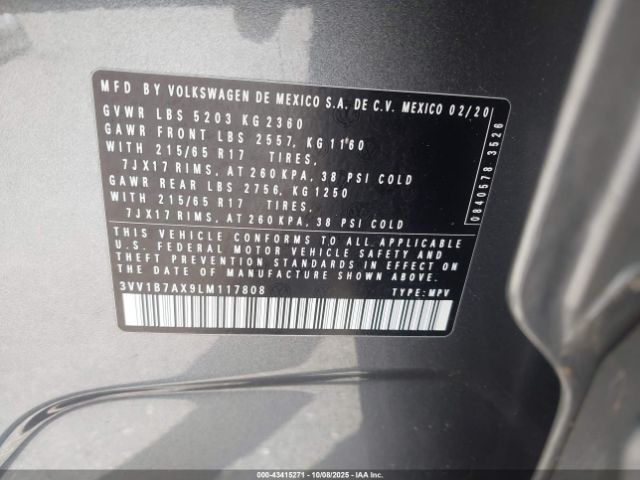 MFD BY VOLKSWAGEN DE MEXICO S.A. DE C.V. MEXICO 02/20
GVWR LBS 5203 KG 2360
GAWR FRONT LBS 2557, KG 1160
WITH 215/65 R17 TIRES,
7JX17 RIMS, AT 260 KPA, 38 PSI COLD
GAWR REAR LBS 2756, KG 1250
WITH 215/65 R17 TIRES,
7JX17 RIMS, AT 260 KPA, 38 PSI COLD
THIS VEHICLE CONFORMS TO ALL APPLICABLE
U.S. FEDERAL MOTOR VEHICLE SAFETY AND
THEFT PREVENTION STANDARDS IN EFFECT ON
THE DATE OF MANUFACTURE SHOWN ABOVE.
3VV1B7AX9LM117808 TYPE: MPV
0840578 3526
000-43415271 | 10/08/2025 | IAAI.COM